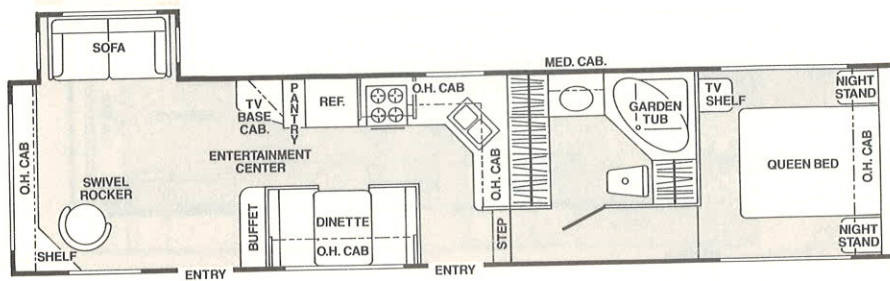 SOFA
MED. CAB.
O.H. CAB
TV
BASE
CAB.
PANTRY
REF.
O.H. CAB
GARDEN
TUB
TV
SHELF
NIGHT
STAND
ENTERTAINMENT
CENTER
O.H. CAB
QUEEN BED
O.H. CAB
SWIVEL
ROCKER
BUFFET
DINETTE
O.H. CAB
STEP
NIGHT
STAND
SHELF
ENTRY
ENTRY